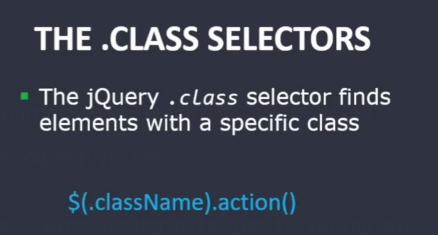 THE .CLASS SELECTORS
▪ The jQuery .class selector finds
elements with a specific class
$(.className).action()